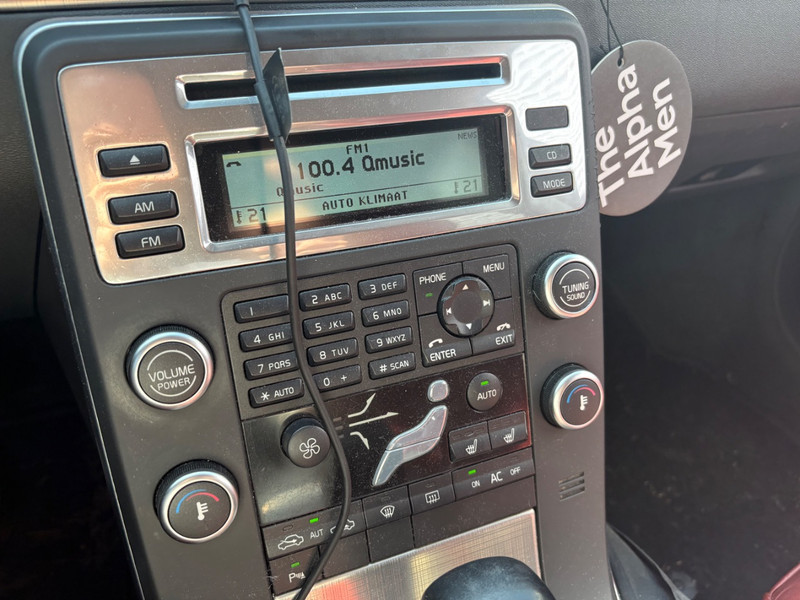 FM1
NEWS
100.4 Qmusic
Qmusic
21 AUTO KLIMAAT 21
AM
FM
CD
MODE
The
Alpha
Men
1
2 ABC
3 DEF
4 GHI
5 JKL
6 MNO
7 PQRS
8 TUV
9 WXYZ
* AUTO
0 +
# SCAN
PHONE
MENU
ENTER
EXIT
TUNING
SOUND
VOLUME
POWER
AUTO
ON AC OFF
AUT
P